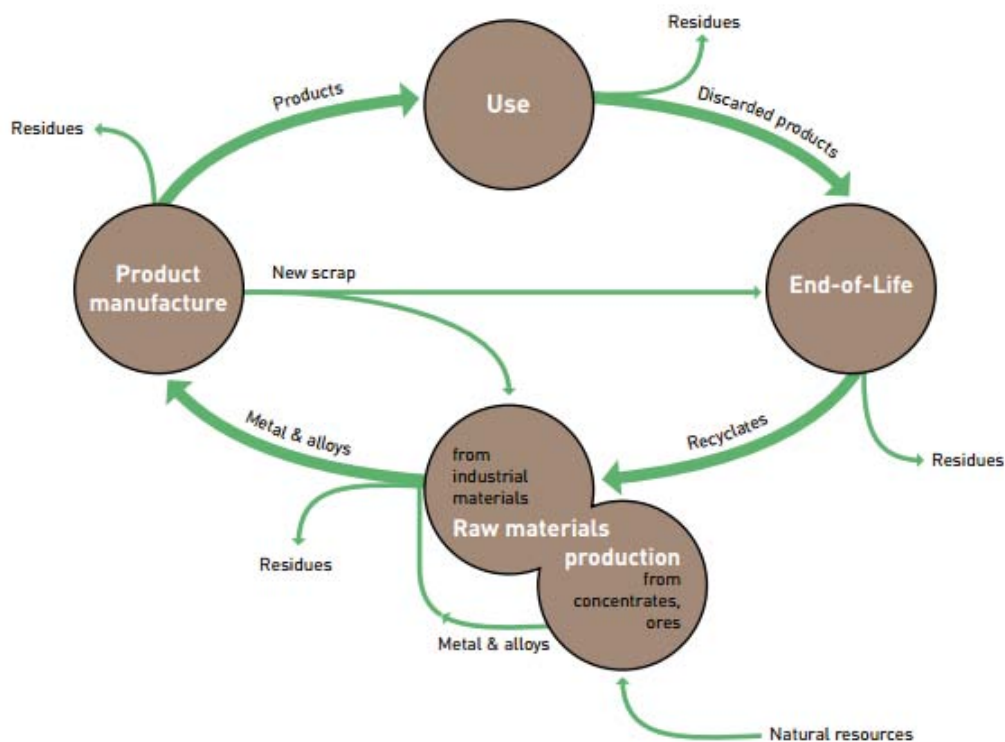 Residues
Use
Products
Discarded products
Residues
Product
manufacture
New scrap
End-of-Life
Metal & alloys
from
industrial
materials
Recyclates
Residues
Raw materials
production
Residues
from
concentrates,
ores
Metal & alloys
Natural resources